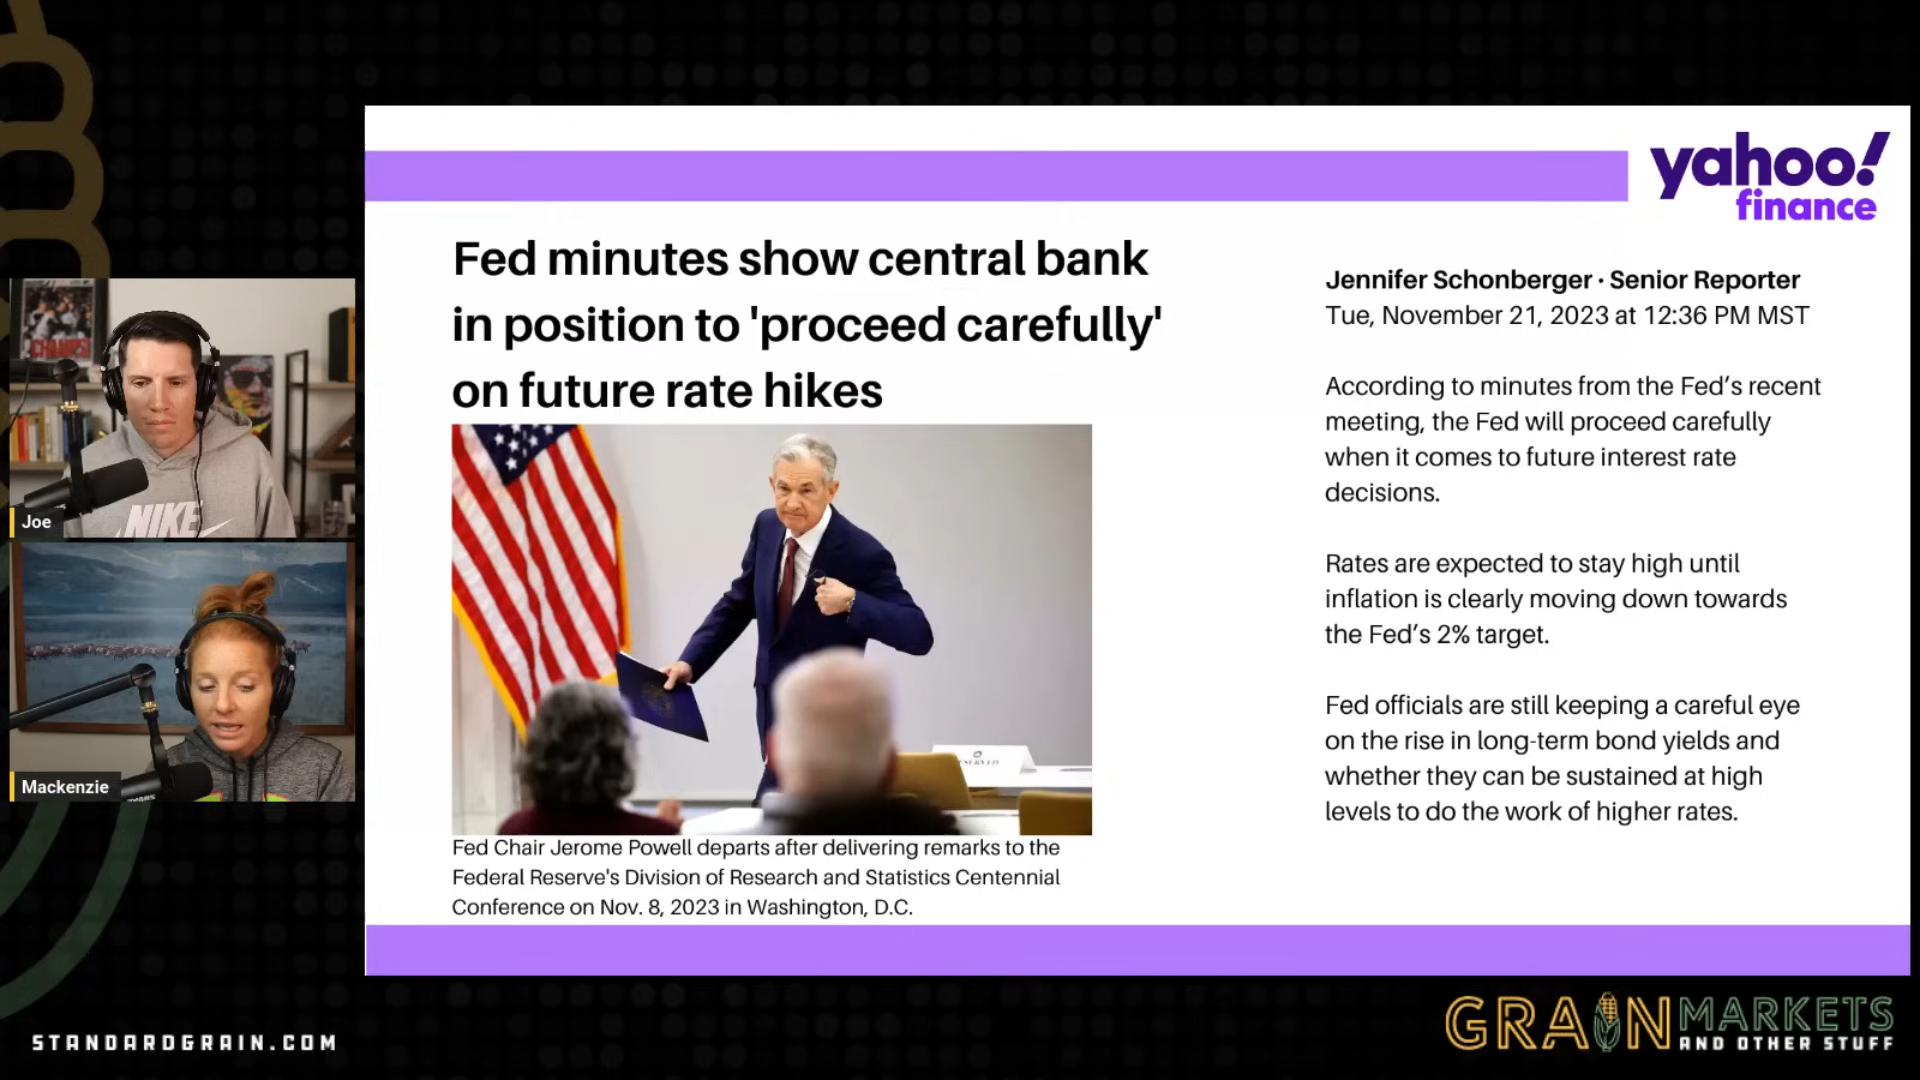 yahoo!
finance
Fed minutes show central bank
in position to 'proceed carefully'
on future rate hikes
Fed Chair Jerome Powell departs after delivering remarks to the
Federal Reserve's Division of Research and Statistics Centennial
Conference on Nov. 8, 2023 in Washington, D.C.
Jennifer Schonberger · Senior Reporter
Tue, November 21, 2023 at 12:36 PM MST
According to minutes from the Fed’s recent
meeting, the Fed will proceed carefully
when it comes to future interest rate
decisions.
Rates are expected to stay high until
inflation is clearly moving down towards
the Fed’s 2% target.
Fed officials are still keeping a careful eye
on the rise in long-term bond yields and
whether they can be sustained at high
levels to do the work of higher rates.
NIKE
Joe
Mackenzie
STANDARDGRAIN.COM
GRAIN MARKETS
AND OTHER STUFF